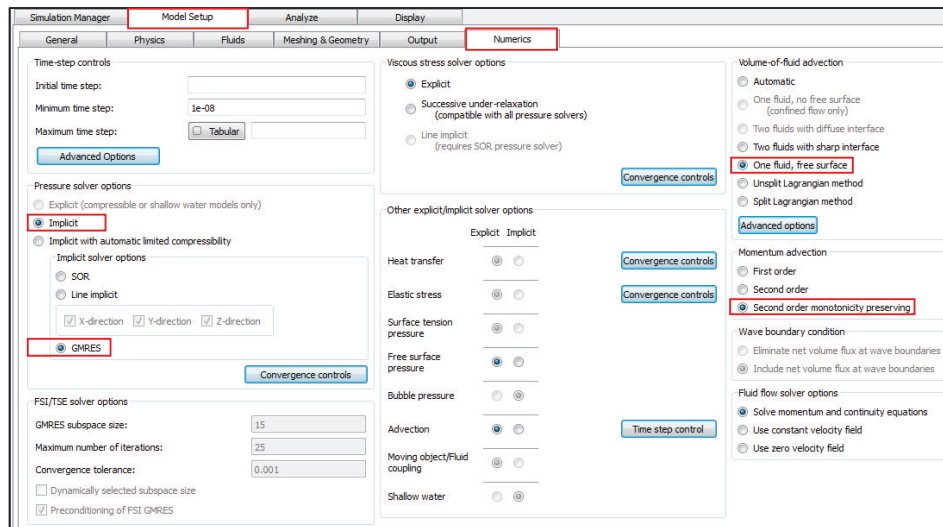 Simulation Manager
Model Setup
Analyze
Display
General
Physics
Fluids
Meshing & Geometry
Output
Numerics
Time-step controls
Initial time step:
Minimum time step: 1e-08
Maximum time step: Tabular
Advanced Options
Pressure solver options
Explicit (compressible or shallow water models only)
Implicit
Implicit with automatic limited compressibility
Implicit solver options
SOR
Line implicit
X-direction Y-direction Z-direction
GMRES
Convergence controls
FSI/TSE solver options
GMRES subspace size: 15
Maximum number of iterations: 25
Convergence tolerance: 0.001
Dynamically selected subspace size
Preconditioning of FSI GMRES
Viscous stress solver options
Explicit
Successive under-relaxation
(compatible with all pressure solvers)
Line implicit
(requires SOR pressure solver)
Convergence controls
Other explicit/implicit solver options
Explicit Implicit
Heat transfer Convergence controls
Elastic stress Convergence controls
Surface tension
pressure
Free surface
pressure
Bubble pressure
Advection Time step control
Moving object/Fluid
coupling
Shallow water
Volume-of-fluid advection
Automatic
One fluid, no free surface
(confined flow only)
Two fluids with diffuse interface
Two fluids with sharp interface
One fluid, free surface
Unsplit Lagrangian method
Split Lagrangian method
Advanced options
Momentum advection
First order
Second order
Second order monotonicity preserving
Wave boundary condition
Eliminate net volume flux at wave boundaries
Include net volume flux at wave boundaries
Fluid flow solver options
Solve momentum and continuity equations
Use constant velocity field
Use zero velocity field